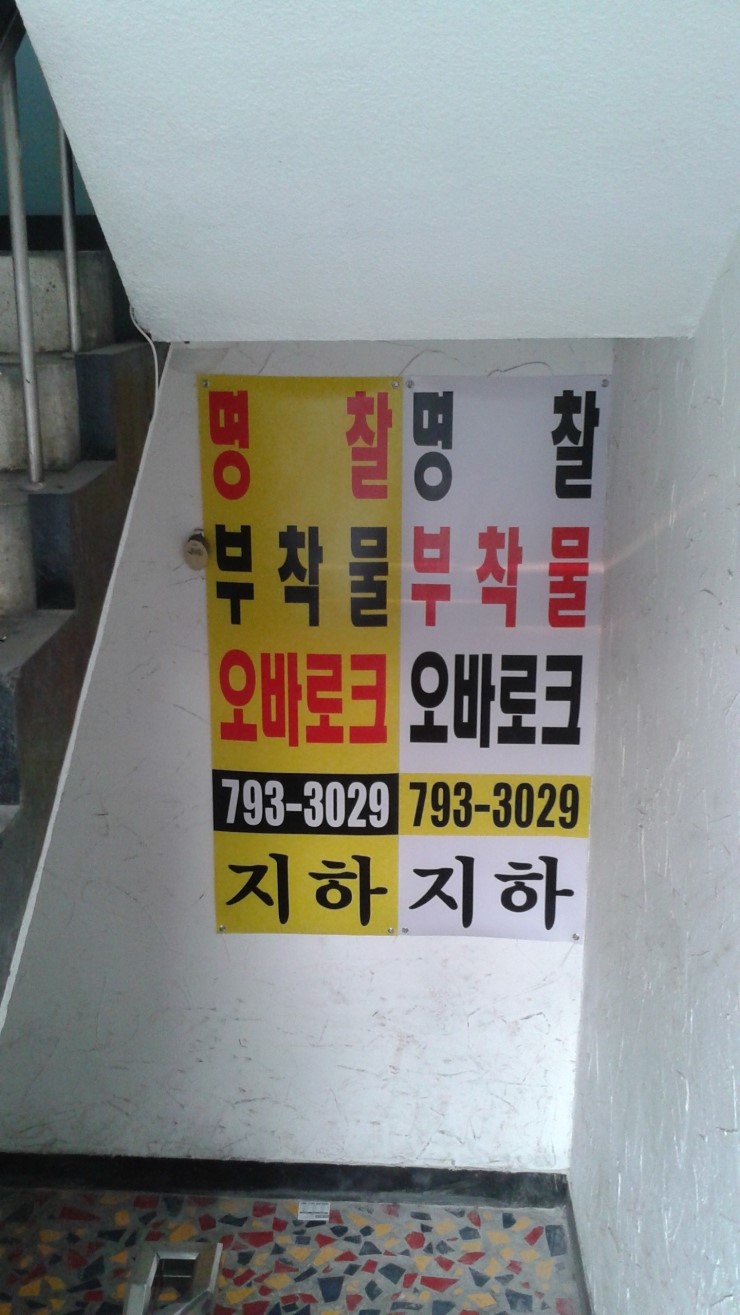 명찰
부착물
오바로크
793-3029
지하
명찰
부착물
오바로크
793-3029
지하